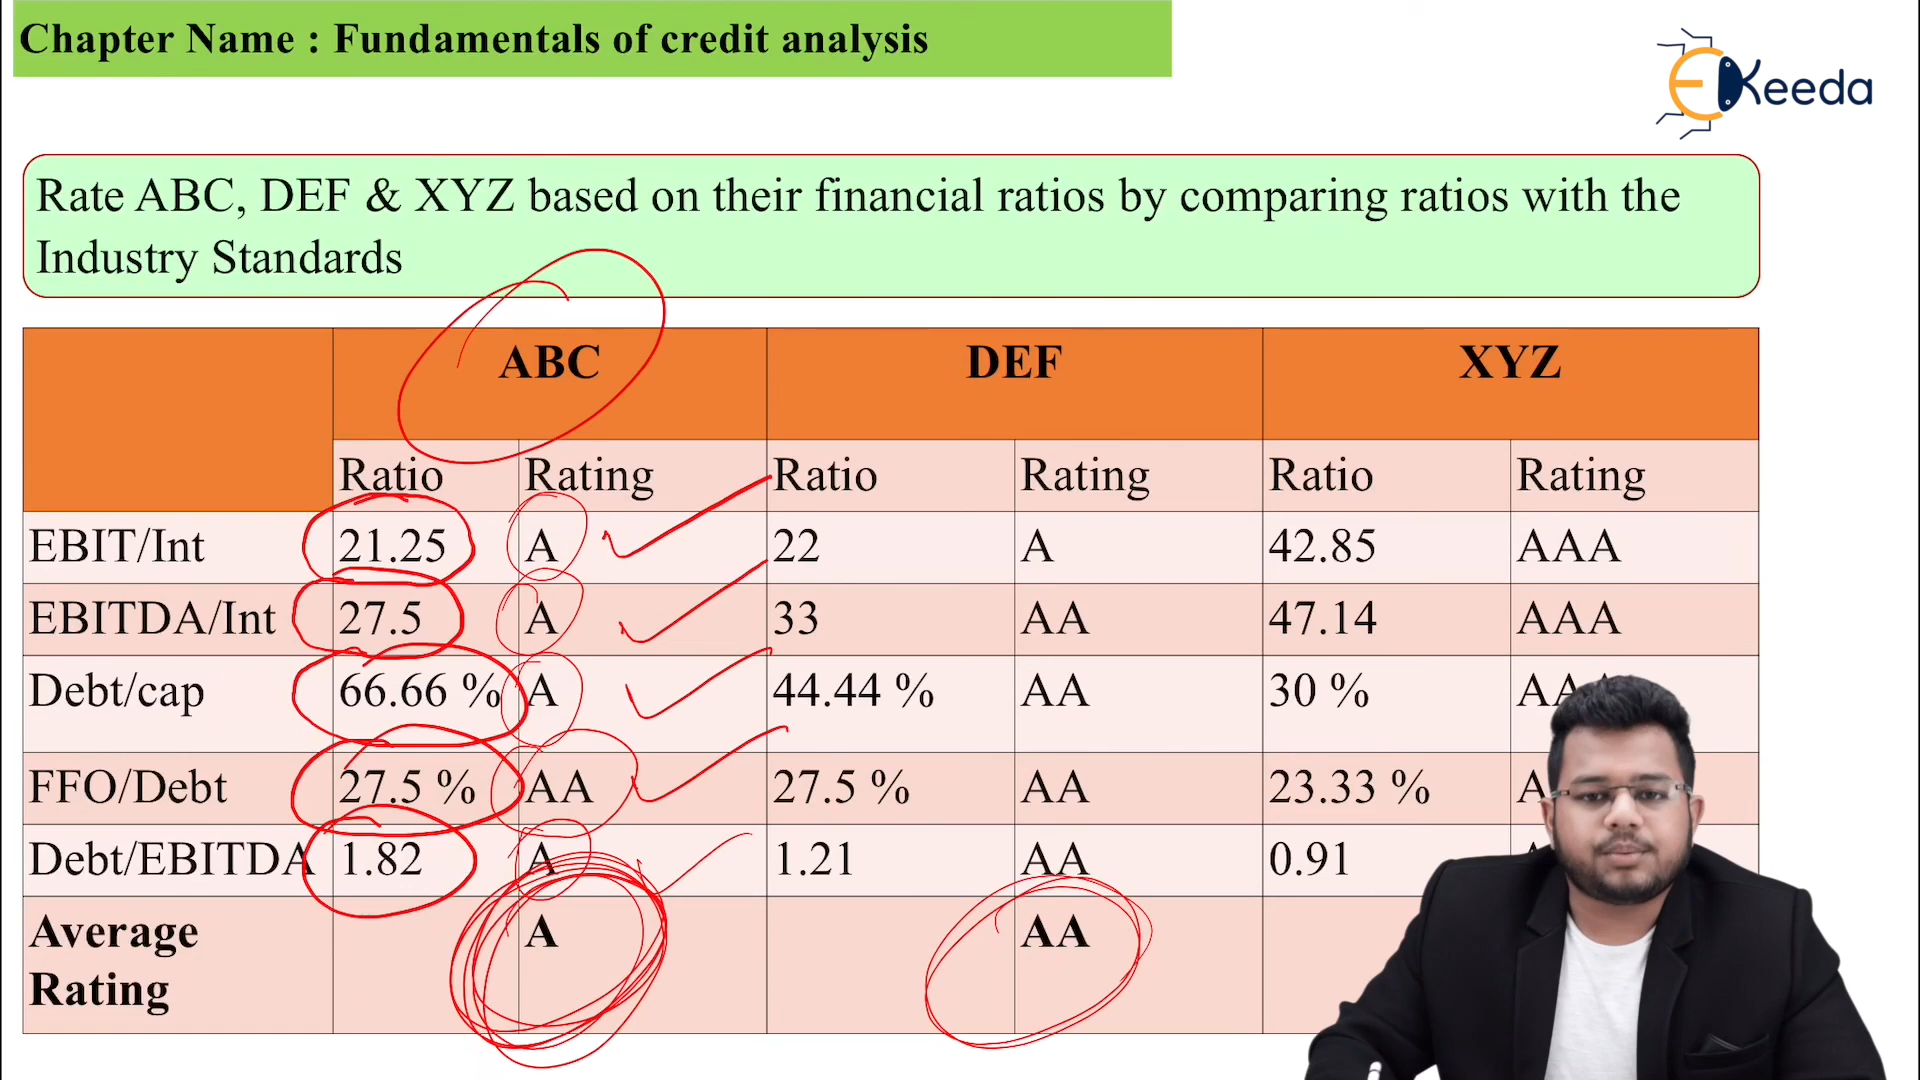 Chapter Name : Fundamentals of credit analysis
EKeeda
Rate ABC, DEF & XYZ based on their financial ratios by comparing ratios with the
Industry Standards
ABC DEF XYZ
Ratio Rating Ratio Rating Ratio Rating
EBIT/Int 21.25 A 22 A 42.85 AAA
EBITDA/Int 27.5 A 33 AA 47.14 AAA
Debt/cap 66.66 % A 44.44 % AA 30 %
FFO/Debt 27.5 % AA 27.5 % AA 23.33 %
Debt/EBITDA 1.82 A 1.21 AA 0.91
Average A AA
Rating